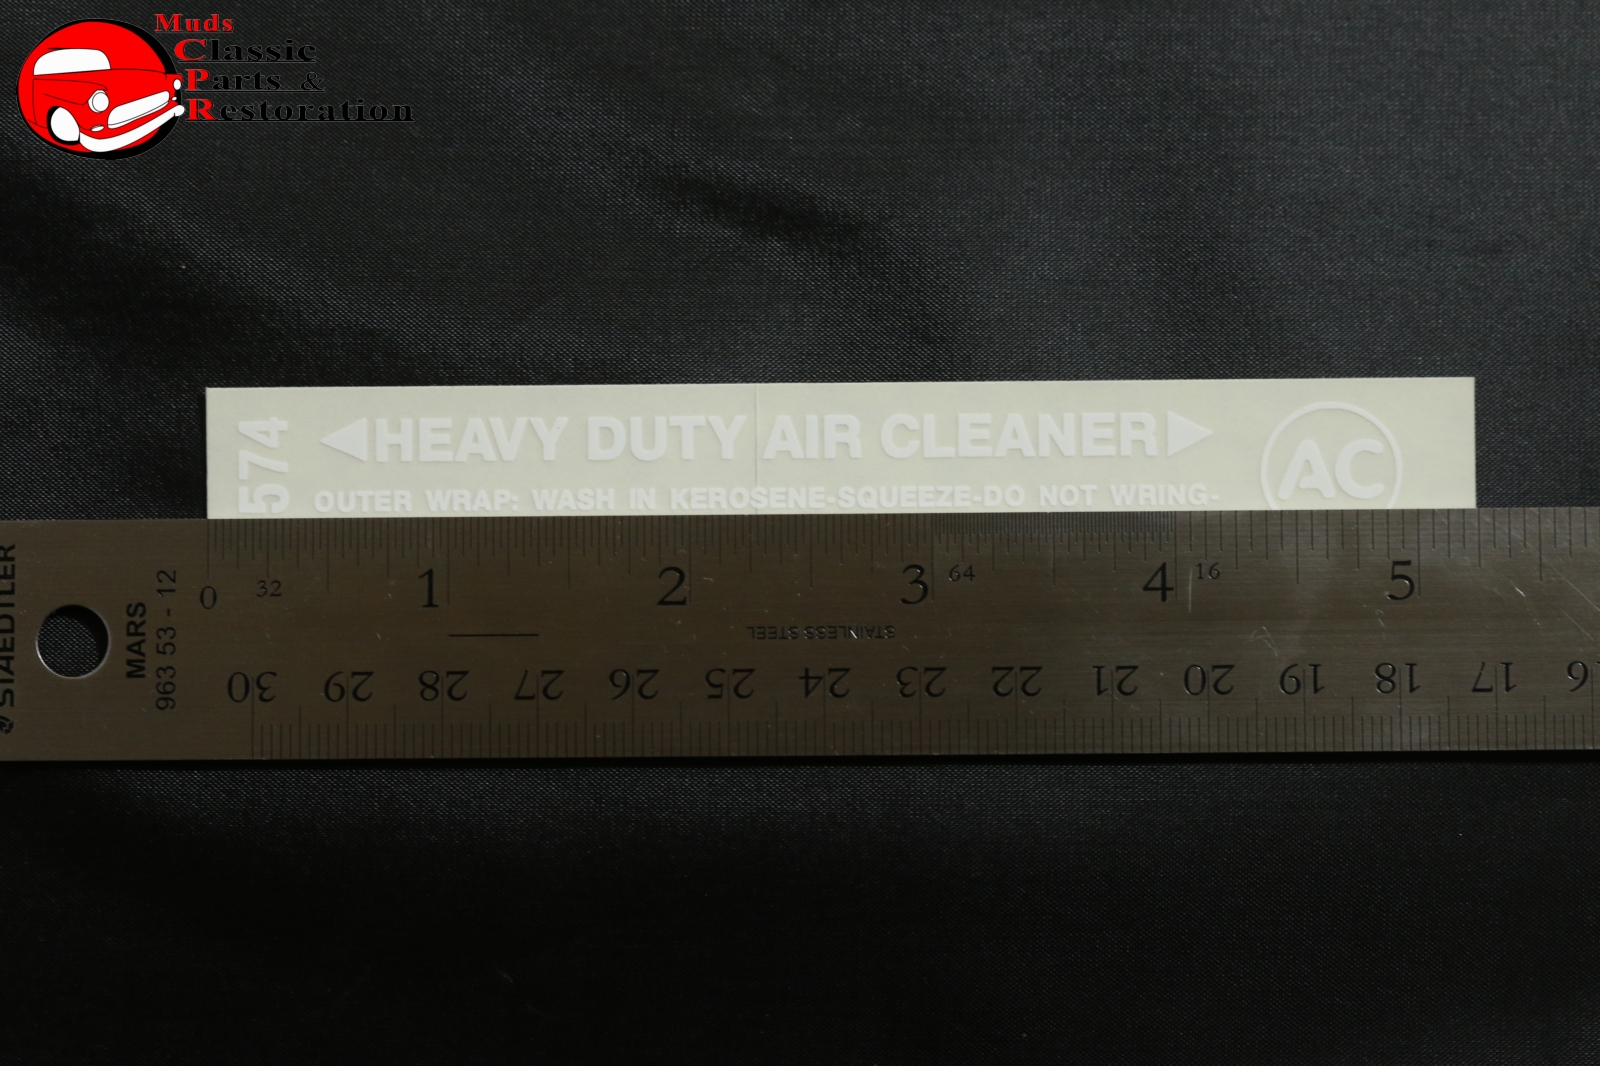 Muds
Classic
Parts &
Restoration
574
HEAVY DUTY AIR CLEANER
AC
OUTER WRAP: WASH IN KEROSENE-SQUEEZE-DO NOT WRING-
STAEDTLER
MARS
963 53 - 12
0 32 1 2 3 64 4 16 5
STAINLESS STEEL
30 29 28 27 26 25 24 23 22 21 20 19 18 17 6